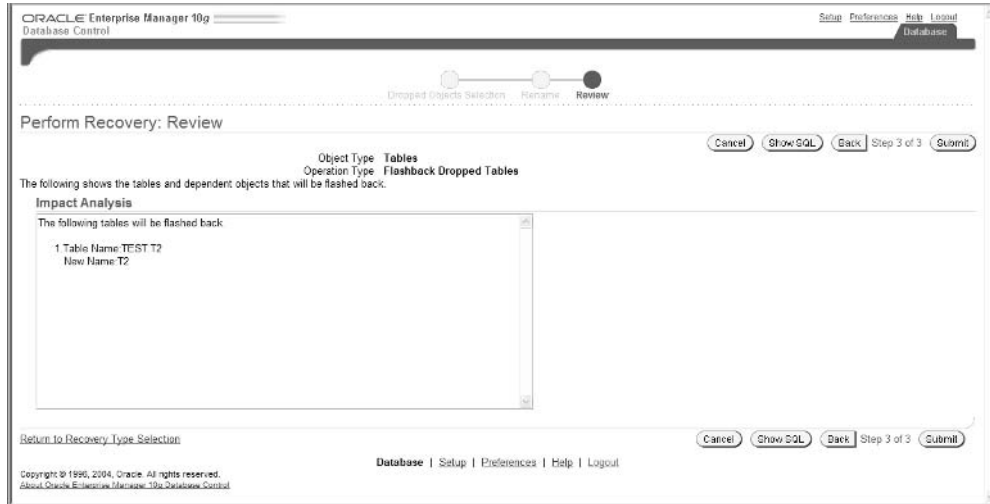 ORACLE Enterprise Manager 10g
Database Control
Setup Preferences Help Logout
Database
Dropped Objects Selection Rename Review
Perform Recovery: Review
Cancel Show SQL Back Step 3 of 3 Submit
Object Type Tables
Operation Type Flashback Dropped Tables
The following shows the tables and dependent objects that will be flashed back.
Impact Analysis
The following tables will be flashed back
1.Table Name:TEST.T2
New Name:T2
Return to Recovery Type Selection
Cancel Show SQL Back Step 3 of 3 Submit
Database | Setup | Preferences | Help | Logout
Copyright © 1996, 2004, Oracle. All rights reserved.
About Oracle Enterprise Manager 10g Database Control